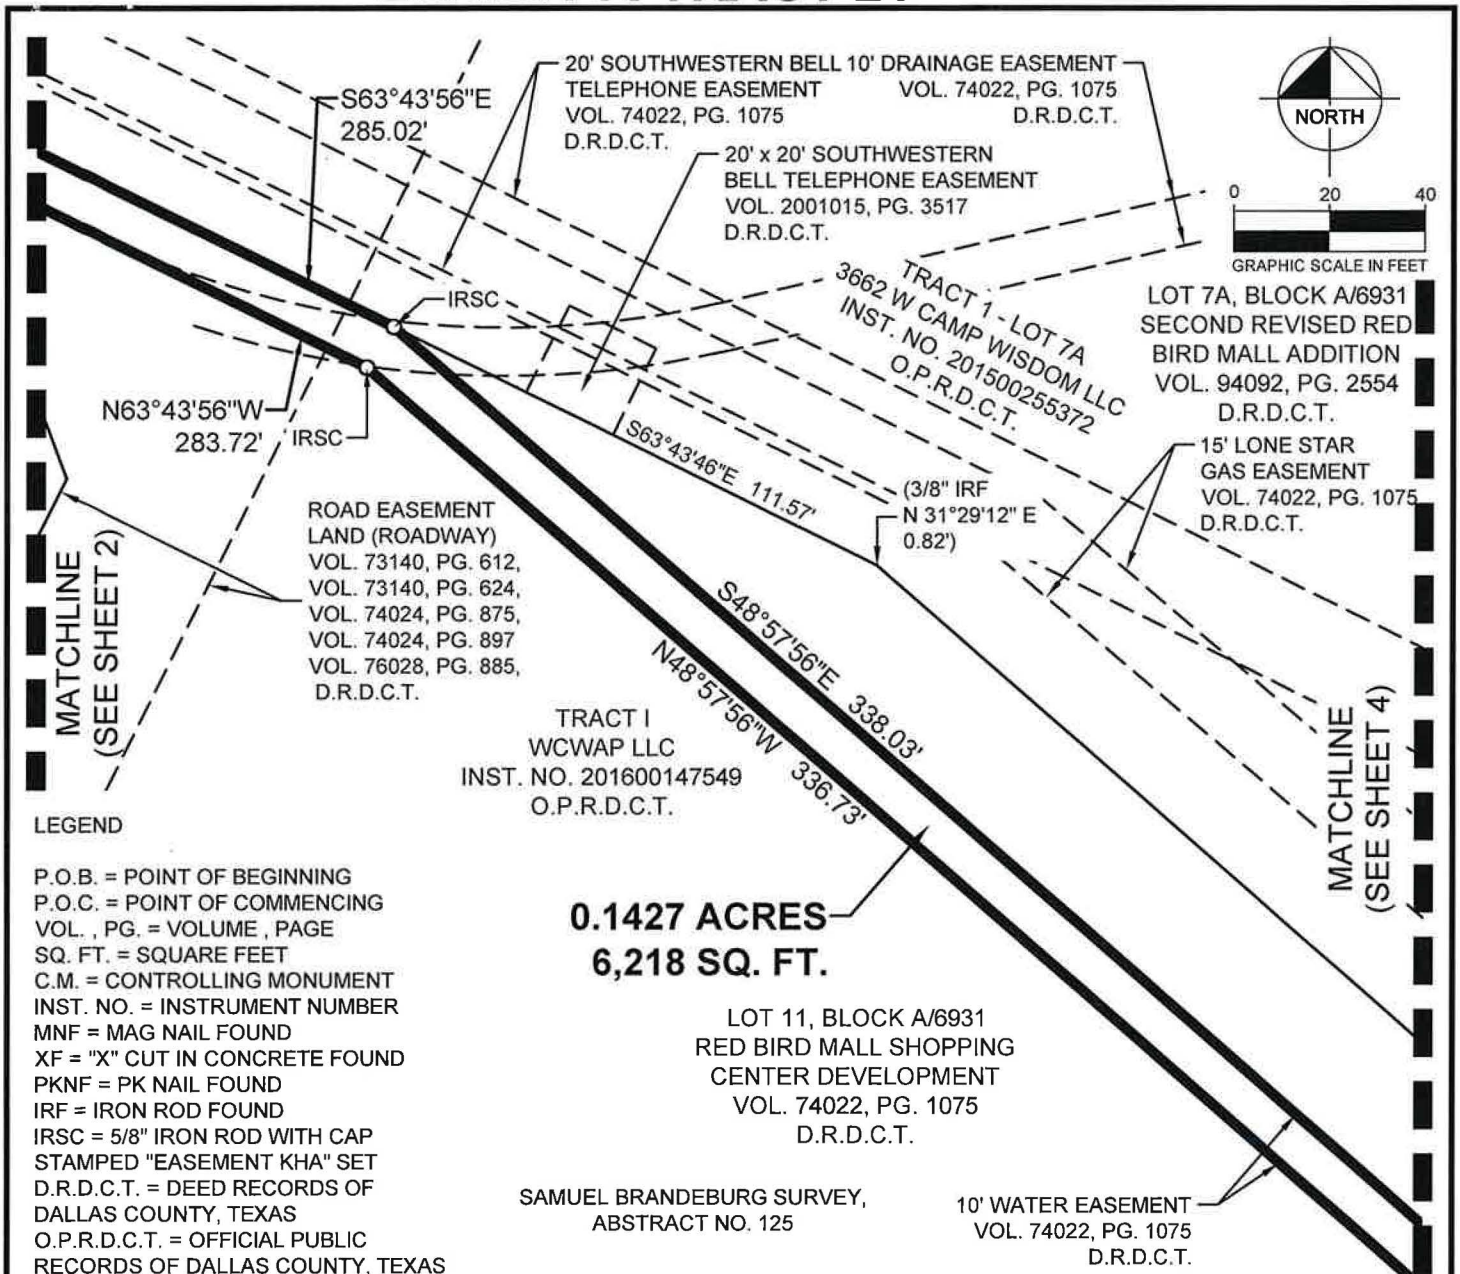 20' SOUTHWESTERN BELL
TELEPHONE EASEMENT
VOL. 74022, PG. 1075
D.R.D.C.T.
10' DRAINAGE EASEMENT
VOL. 74022, PG. 1075
D.R.D.C.T.
NORTH
S63°43'56"E
285.02'
20' x 20' SOUTHWESTERN
BELL TELEPHONE EASEMENT
VOL. 2001015, PG. 3517
D.R.D.C.T.
0 20 40
GRAPHIC SCALE IN FEET
TRACT 1 - LOT 7A
3662 W CAMP WISDOM LLC
INST. NO. 201500255372
O.P.R.D.C.T.
LOT 7A, BLOCK A/6931
SECOND REVISED RED
BIRD MALL ADDITION
VOL. 94092, PG. 2554
D.R.D.C.T.
IRSC
N63°43'56"W
283.72'
IRSC
S63°43'46"E 111.57'
(3/8" IRF
N 31°29'12" E
0.82')
15' LONE STAR
GAS EASEMENT
VOL. 74022, PG. 1075
D.R.D.C.T.
ROAD EASEMENT
LAND (ROADWAY)
VOL. 73140, PG. 612,
VOL. 73140, PG. 624,
VOL. 74024, PG. 875,
VOL. 74024, PG. 897
VOL. 76028, PG. 885,
D.R.D.C.T.
MATCHLINE
(SEE SHEET 2)
S48°57'56"E 338.03'
N48°57'56"W 336.73'
TRACT I
WCWAP LLC
INST. NO. 201600147549
O.P.R.D.C.T.
MATCHLINE
(SEE SHEET 4)
LEGEND
P.O.B. = POINT OF BEGINNING
P.O.C. = POINT OF COMMENCING
VOL. , PG. = VOLUME , PAGE
SQ. FT. = SQUARE FEET
C.M. = CONTROLLING MONUMENT
INST. NO. = INSTRUMENT NUMBER
MNF = MAG NAIL FOUND
XF = "X" CUT IN CONCRETE FOUND
PKNF = PK NAIL FOUND
IRF = IRON ROD FOUND
IRSC = 5/8" IRON ROD WITH CAP
STAMPED "EASEMENT KHA" SET
D.R.D.C.T. = DEED RECORDS OF
DALLAS COUNTY, TEXAS
O.P.R.D.C.T. = OFFICIAL PUBLIC
RECORDS OF DALLAS COUNTY, TEXAS
0.1427 ACRES
6,218 SQ. FT.
LOT 11, BLOCK A/6931
RED BIRD MALL SHOPPING
CENTER DEVELOPMENT
VOL. 74022, PG. 1075
D.R.D.C.T.
SAMUEL BRANDEBURG SURVEY,
ABSTRACT NO. 125
10' WATER EASEMENT
VOL. 74022, PG. 1075
D.R.D.C.T.